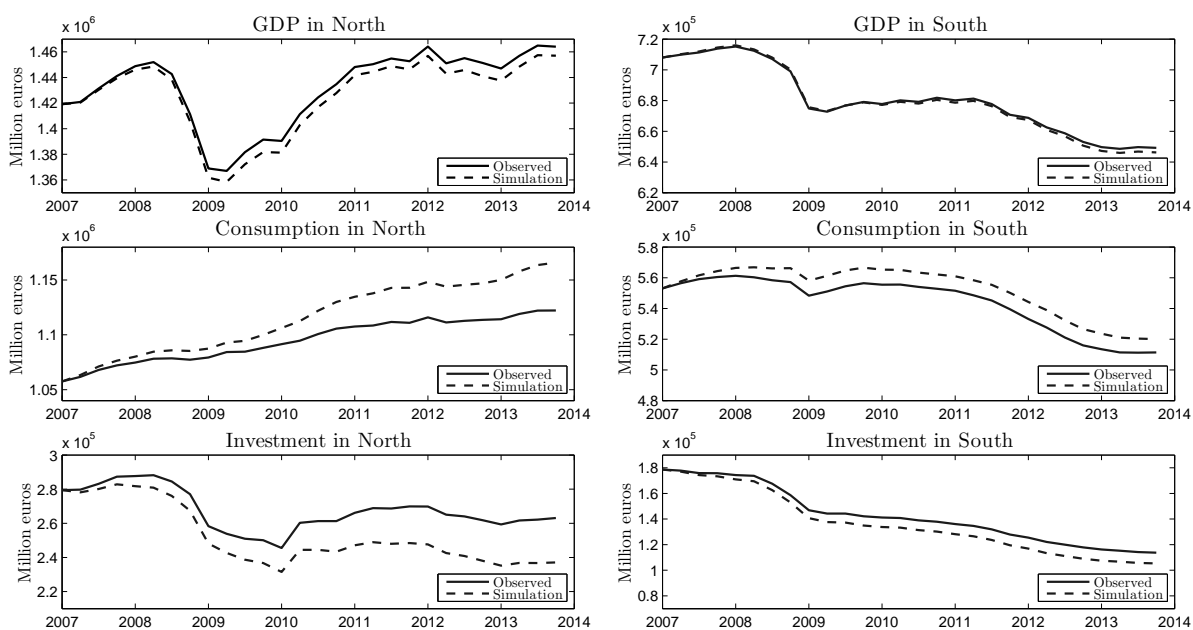 GDP in North
x 10^6
Million euros
1.46
1.44
1.42
1.4
1.38
1.36
Observed
Simulation
2007 2008 2009 2010 2011 2012 2013 2014
GDP in South
x 10^5
Million euros
7.2
7
6.8
6.6
6.4
6.2
Observed
Simulation
2007 2008 2009 2010 2011 2012 2013 2014
Consumption in North
x 10^6
Million euros
1.15
1.1
1.05
Observed
Simulation
2007 2008 2009 2010 2011 2012 2013 2014
Consumption in South
x 10^5
Million euros
5.8
5.6
5.4
5.2
5
4.8
Observed
Simulation
2007 2008 2009 2010 2011 2012 2013 2014
Investment in North
x 10^5
Million euros
3
2.8
2.6
2.4
2.2
Observed
Simulation
2007 2008 2009 2010 2011 2012 2013 2014
Investment in South
x 10^5
Million euros
1.8
1.6
1.4
1.2
1
0.8
Observed
Simulation
2007 2008 2009 2010 2011 2012 2013 2014